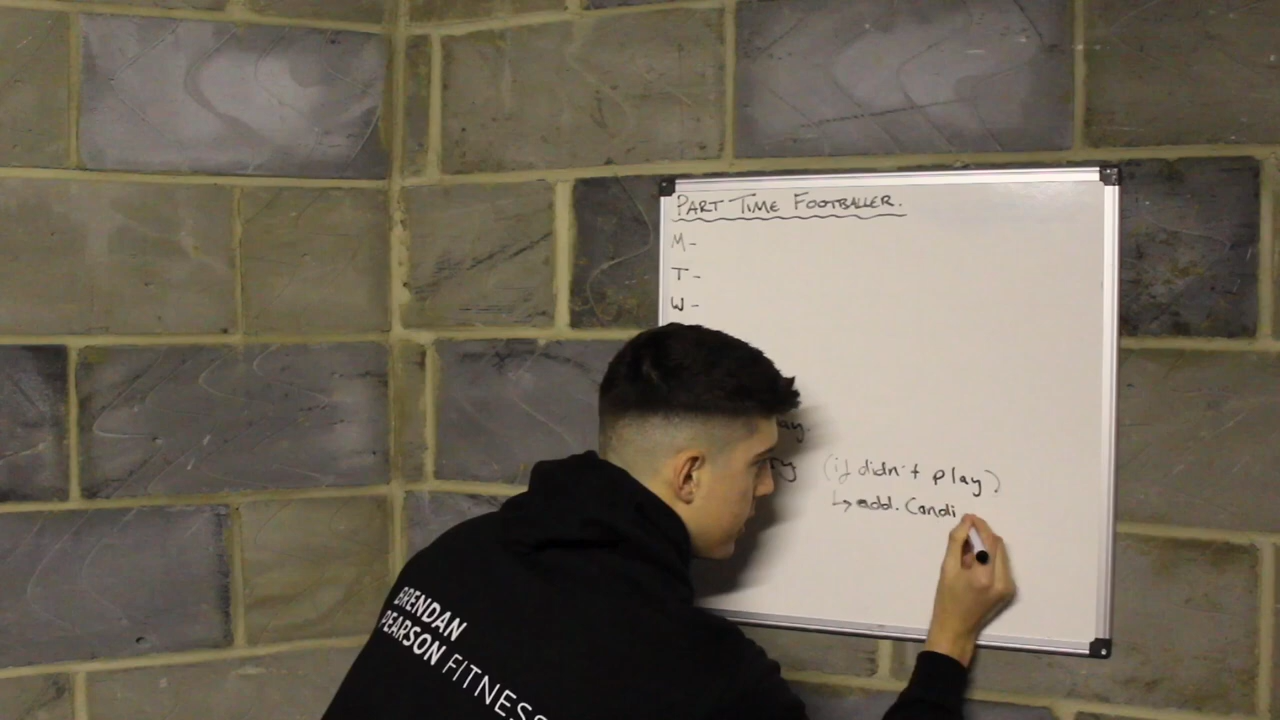 PART TIME FOOTBALLER.
M-
T-
W-
(if didn't play)
↳ add. Condi
BRENDAN
PEARSON FITNESS